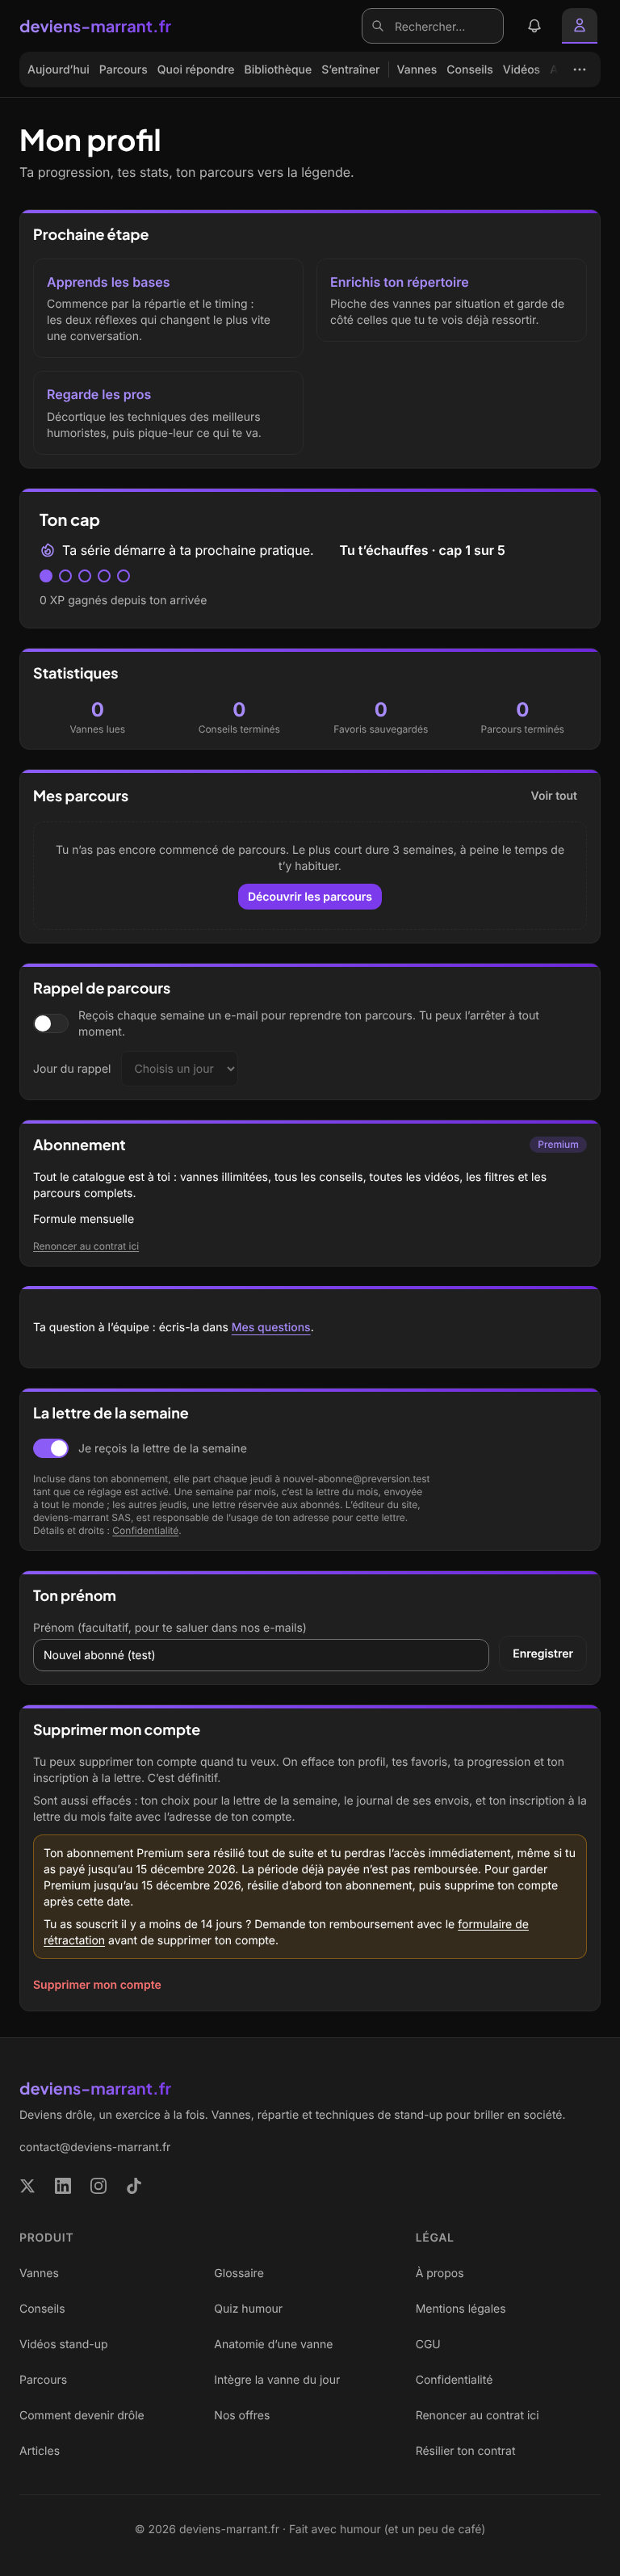 deviens-marrant.fr
Rechercher...
Aujourd'hui Parcours Quoi répondre Bibliothèque S'entraîner Vannes Conseils Vidéos
Mon profil
Ta progression, tes stats, ton parcours vers la légende.
Prochaine étape
Apprends les bases
Commence par la répartie et le timing :
les deux réflexes qui changent le plus vite
une conversation.
Enrichis ton répertoire
Pioche des vannes par situation et garde de
côté celles que tu te vois déjà ressortir.
Regarde les pros
Décortique les techniques des meilleurs
humoristes, puis pique-leur ce qui te va.
Ton cap
Ta série démarre à ta prochaine pratique.
Tu t'échauffes · cap 1 sur 5
0 XP gagnés depuis ton arrivée
Statistiques
0 0 0 0
Vannes lues Conseils terminés Favoris sauvegardés Parcours terminés
Mes parcours
Voir tout
Tu n'as pas encore commencé de parcours. Le plus court dure 3 semaines, à peine le temps de
t'y habituer.
Découvrir les parcours
Rappel de parcours
Reçois chaque semaine un e-mail pour reprendre ton parcours. Tu peux l'arrêter à tout
moment.
Jour du rappel Choisis un jour
Abonnement
Premium
Tout le catalogue est à toi : vannes illimitées, tous les conseils, toutes les vidéos, les filtres et les
parcours complets.
Formule mensuelle
Renoncer au contrat ici
Ta question à l'équipe : écris-la dans Mes questions.
La lettre de la semaine
Je reçois la lettre de la semaine
Incluse dans ton abonnement, elle part chaque jeudi à nouvel-abonne@preversion.test
tant que ce réglage est activé. Une semaine par mois, c'est la lettre du mois, envoyée
à tout le monde ; les autres jeudis, une lettre réservée aux abonnés. L'éditeur du site,
deviens-marrant SAS, est responsable de l'usage de ton adresse pour cette lettre.
Détails et droits : Confidentialité.
Ton prénom
Prénom (facultatif, pour te saluer dans nos e-mails)
Nouvel abonné (test)
Enregistrer
Supprimer mon compte
Tu peux supprimer ton compte quand tu veux. On efface ton profil, tes favoris, ta progression et ton
inscription à la lettre. C'est définitif.
Sont aussi effacés : ton choix pour la lettre de la semaine, le journal de ses envois, et ton inscription à la
lettre du mois faite avec l'adresse de ton compte.
Ton abonnement Premium sera résilié tout de suite et tu perdras l'accès immédiatement, même si tu
as payé jusqu'au 15 décembre 2026. La période déjà payée n'est pas remboursée. Pour garder
Premium jusqu'au 15 décembre 2026, résilie d'abord ton abonnement, puis supprime ton compte
après cette date.
Tu as souscrit il y a moins de 14 jours ? Demande ton remboursement avec le formulaire de
rétractation avant de supprimer ton compte.
Supprimer mon compte
deviens-marrant.fr
Deviens drôle, un exercice à la fois. Vannes, répartie et techniques de stand-up pour briller en société.
contact@deviens-marrant.fr
PRODUIT
Vannes
Conseils
Vidéos stand-up
Parcours
Comment devenir drôle
Articles
Glossaire
Quiz humour
Anatomie d'une vanne
Intègre la vanne du jour
Nos offres
LÉGAL
À propos
Mentions légales
CGU
Confidentialité
Renoncer au contrat ici
Résilier ton contrat
© 2026 deviens-marrant.fr · Fait avec humour (et un peu de café)